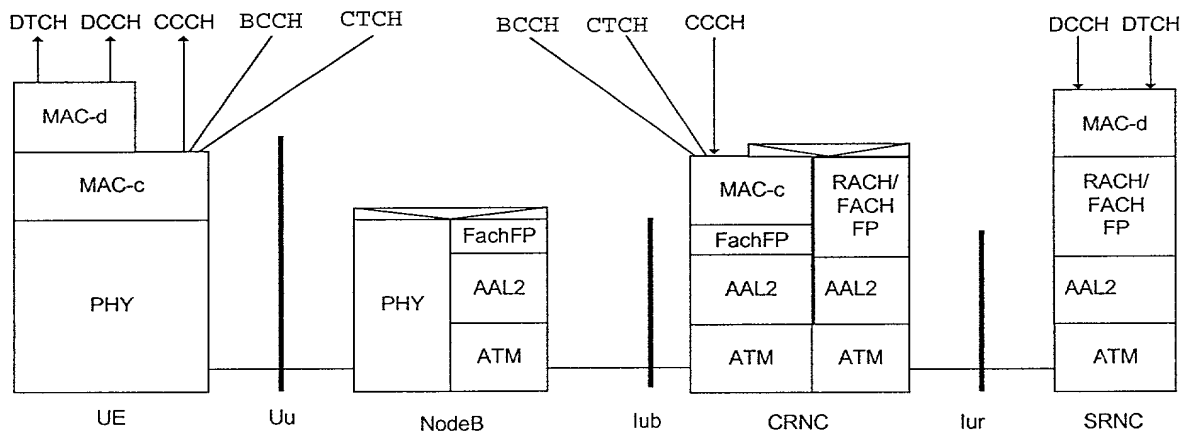 DTCH DCCH CCCH BCCH CTCH
BCCH CTCH CCCH
DCCH DTCH
MAC-d
MAC-c
PHY
PHY
FachFP
AAL2
ATM
MAC-c
FachFP
AAL2
ATM
RACH/
FACH
FP
AAL2
ATM
MAC-d
RACH/
FACH
FP
AAL2
ATM
UE Uu NodeB Iub CRNC Iur SRNC